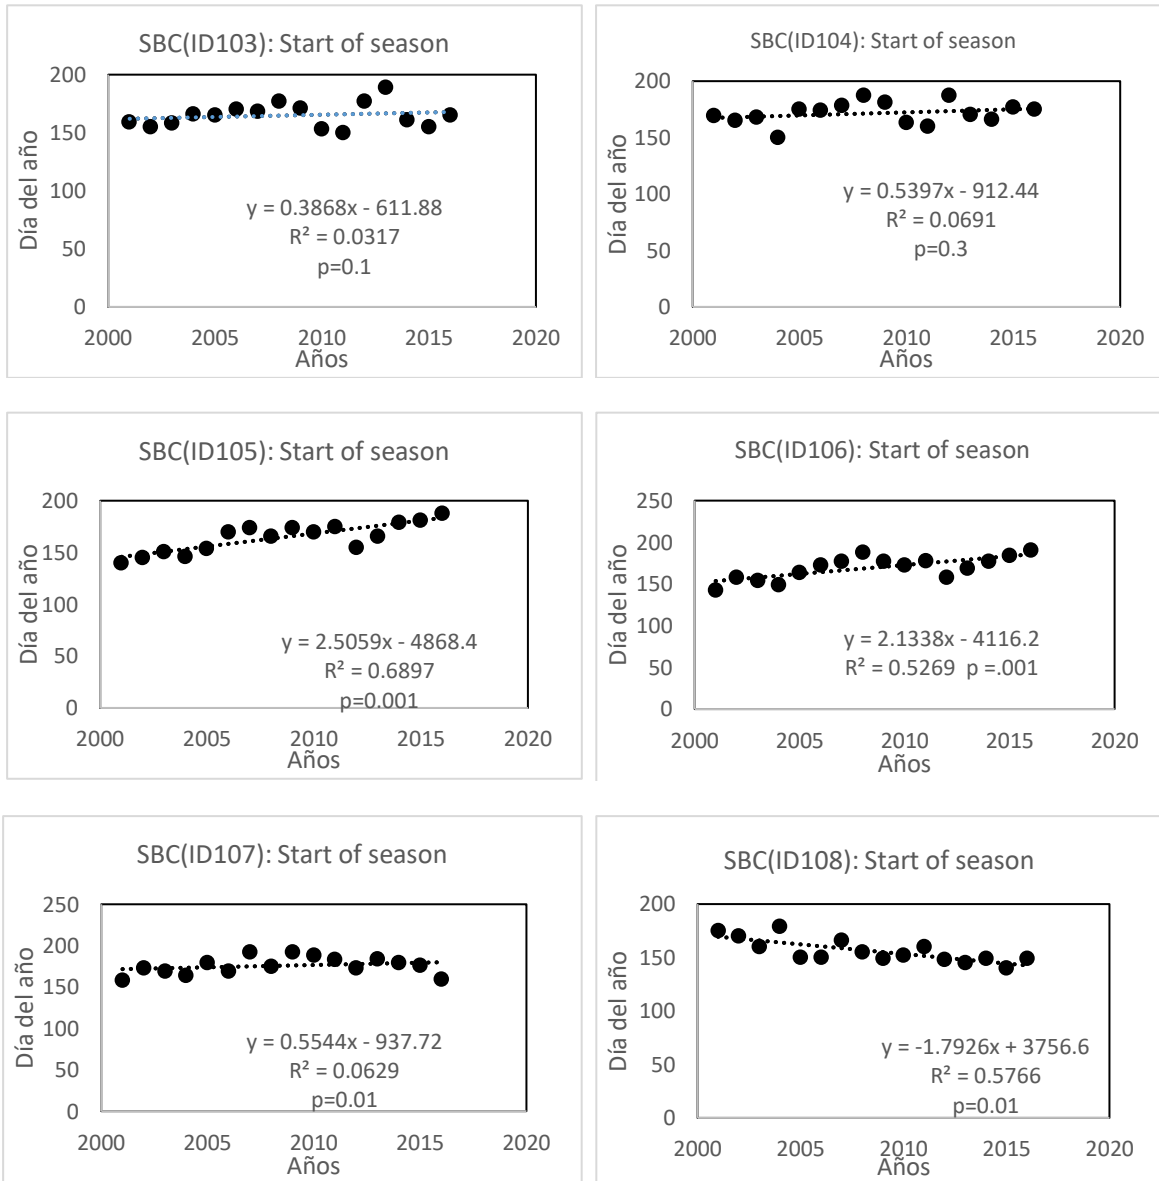 SBC(ID103): Start of season
200
150
100
50
0
Día del año
y = 0.3868x - 611.88
R² = 0.0317
p=0.1
2000 2005 2010 2015 2020
Años
SBC(ID104): Start of season
200
150
100
50
0
Día del año
y = 0.5397x - 912.44
R² = 0.0691
p=0.3
2000 2005 2010 2015 2020
Años
SBC(ID105): Start of season
200
150
100
50
0
Día del año
y = 2.5059x - 4868.4
R² = 0.6897
p=0.001
2000 2005 2010 2015 2020
Años
SBC(ID106): Start of season
250
200
150
100
50
0
Día del año
y = 2.1338x - 4116.2
R² = 0.5269 p =.001
2000 2005 2010 2015 2020
Años
SBC(ID107): Start of season
250
200
150
100
50
0
Día del año
y = 0.5544x - 937.72
R² = 0.0629
p=0.01
2000 2005 2010 2015 2020
Años
SBC(ID108): Start of season
200
150
100
50
0
Día del año
y = -1.7926x + 3756.6
R² = 0.5766
p=0.01
2000 2005 2010 2015 2020
Años